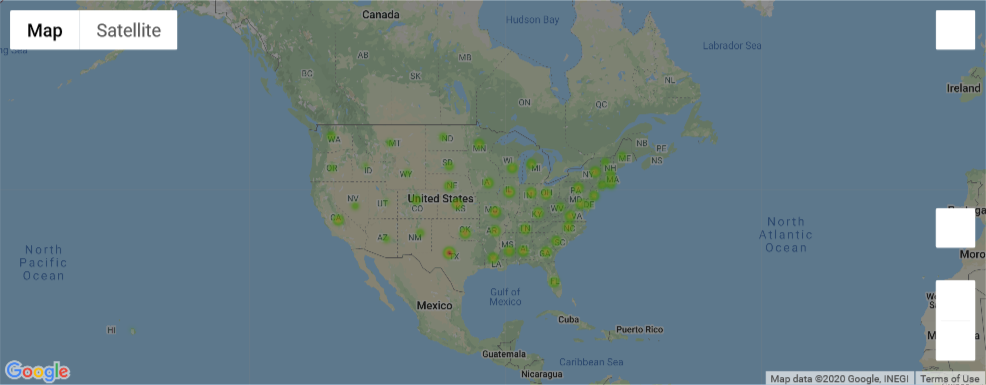 Map
Satellite
Canada
Hudson Bay
Labrador Sea
ng Sea
AB
BC
SK
MB
NL
ON
QC
Ireland
NB
PE
NS
WA
MT
ND
MN
ME
OR
ID
SD
WI
MI
NH
NY
MA
WY
NE
IA
IL
IN
OH
PA
NV
UT
United States
CO
KS
MO
KY
WV
MD
DE
VA
CA
AZ
NM
OK
AR
TN
NC
SC
MS
AL
GA
TX
LA
FL
Portuga
North
Pacific
Ocean
North
Atlantic
Ocean
Moro
Gulf of
Mexico
Mexico
Cuba
Puerto Rico
HI
Guatemala
Caribbean Sea
Nicaragua
Google
Map data ©2020 Google, INEGI
Terms of Use